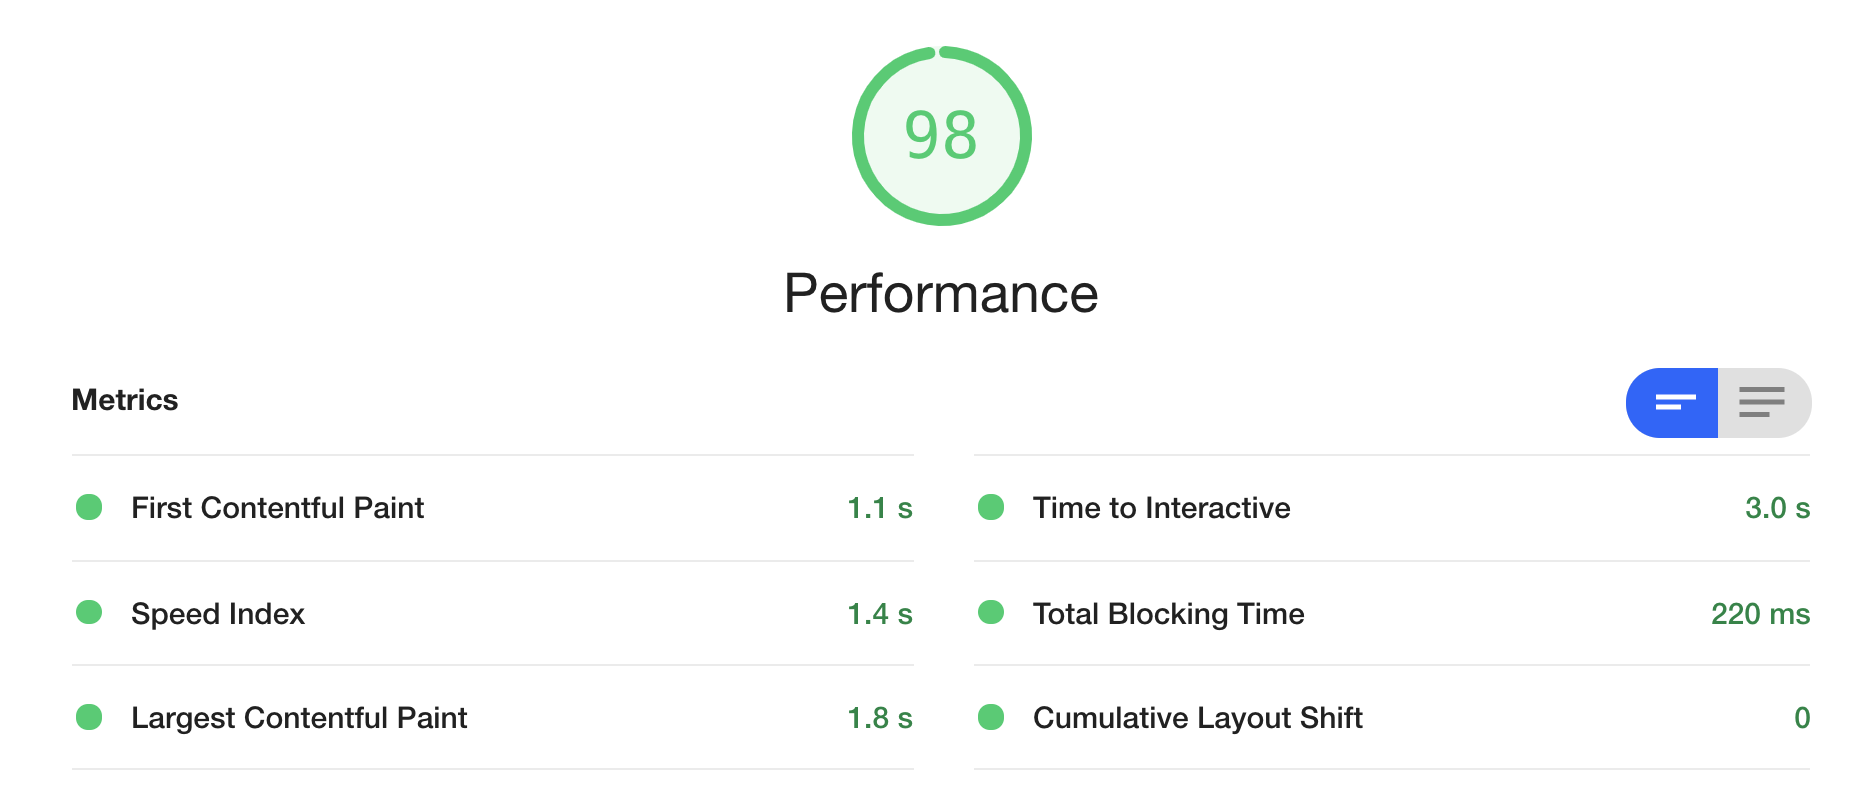 98
Performance
Metrics
First Contentful Paint 1.1 s
Time to Interactive 3.0 s
Speed Index 1.4 s
Total Blocking Time 220 ms
Largest Contentful Paint 1.8 s
Cumulative Layout Shift 0